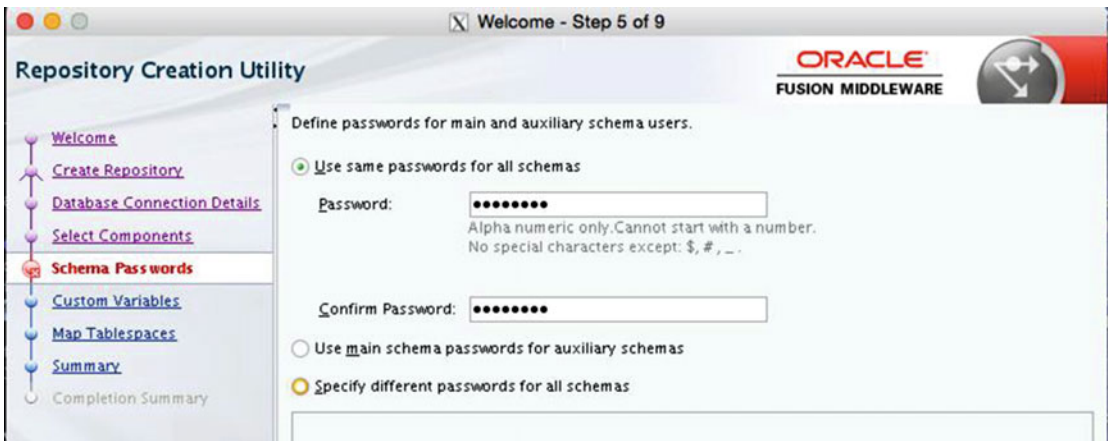 Welcome - Step 5 of 9
Repository Creation Utility
ORACLE
FUSION MIDDLEWARE
Welcome
Create Repository
Database Connection Details
Select Components
Schema Passwords
Custom Variables
Map Tablespaces
Summary
Completion Summary
Define passwords for main and auxiliary schema users.
Use same passwords for all schemas
Password: ••••••••
Alpha numeric only.Cannot start with a number.
No special characters except: $, #, _ .
Confirm Password: ••••••••
Use main schema passwords for auxiliary schemas
Specify different passwords for all schemas